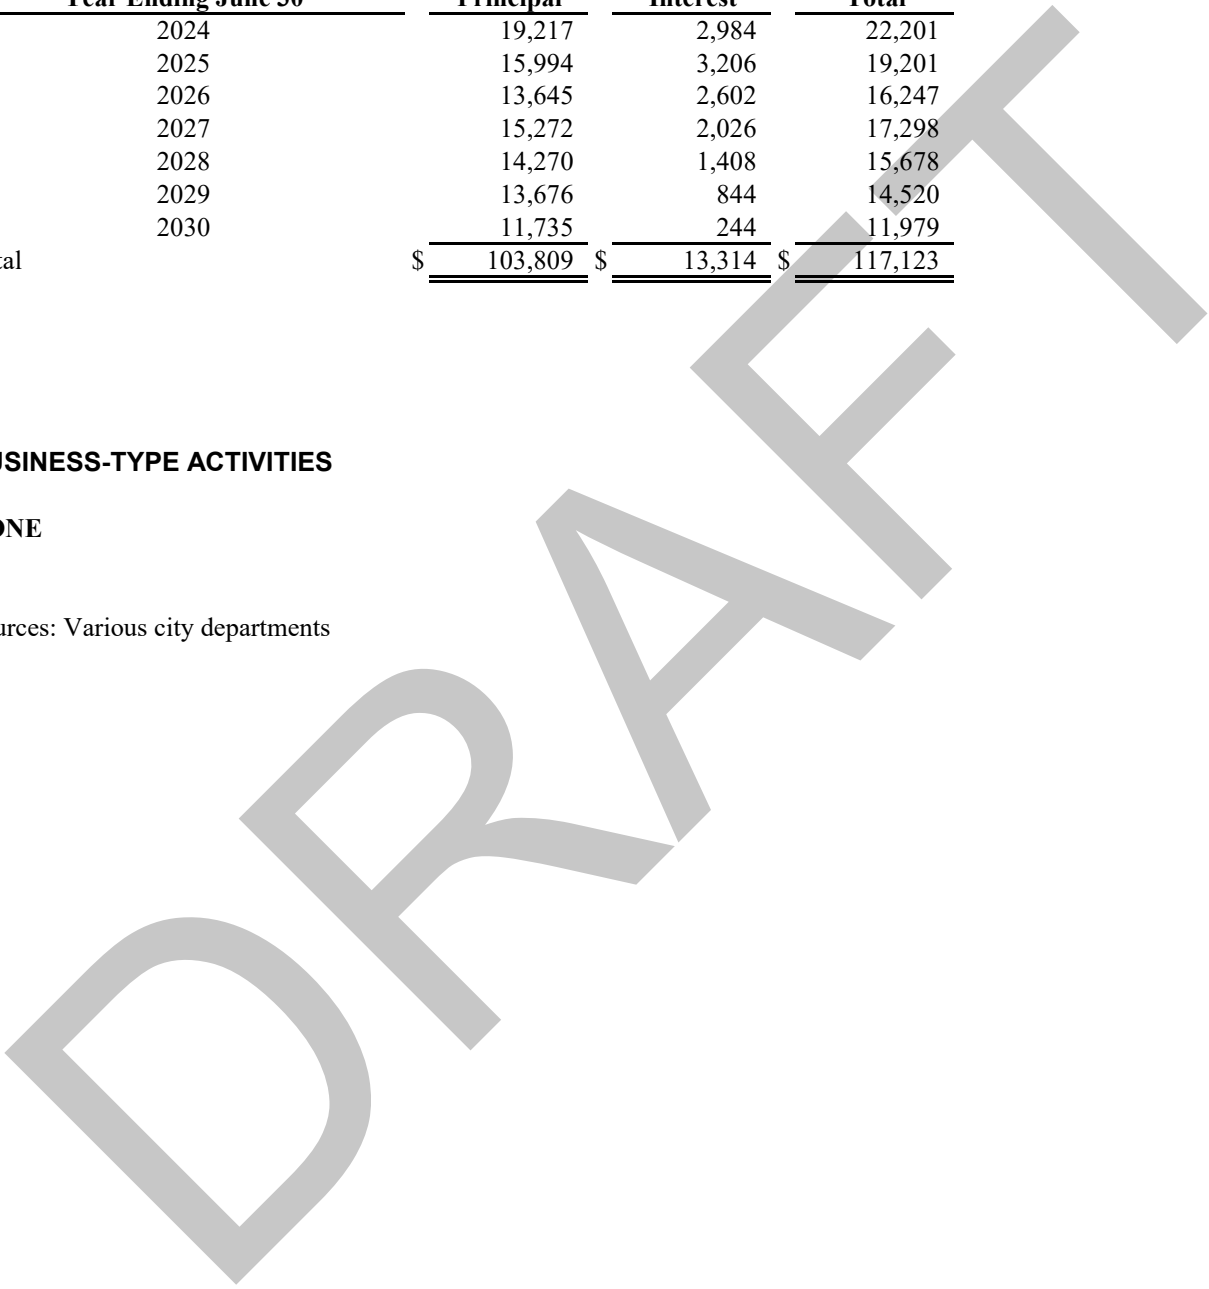 Year Ending June 30 Principal Interest Total
2024 19,217 2,984 22,201
2025 15,994 3,206 19,201
2026 13,645 2,602 16,247
2027 15,272 2,026 17,298
2028 14,270 1,408 15,678
2029 13,676 844 14,520
2030 11,735 244 11,979
tal $ 103,809 $ 13,314 $ 117,123
USINESS-TYPE ACTIVITIES
ONE
urces: Various city departments
DRAFT